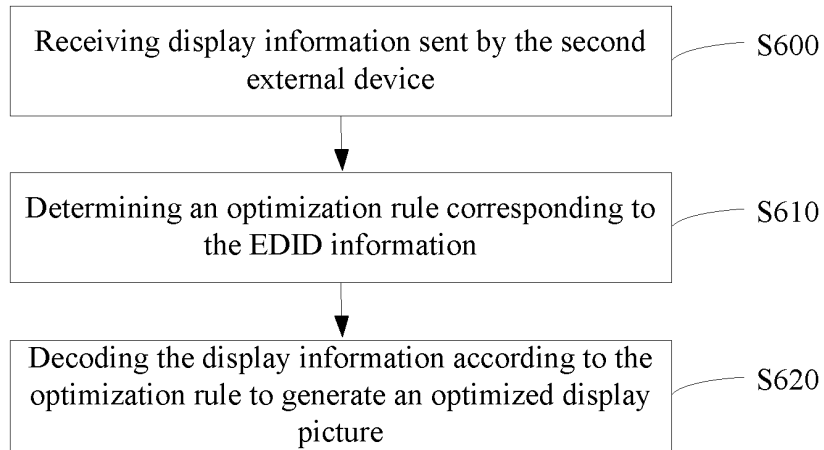 Receiving display information sent by the second
external device
S600
Determining an optimization rule corresponding to
the EDID information
S610
Decoding the display information according to the
optimization rule to generate an optimized display
picture
S620